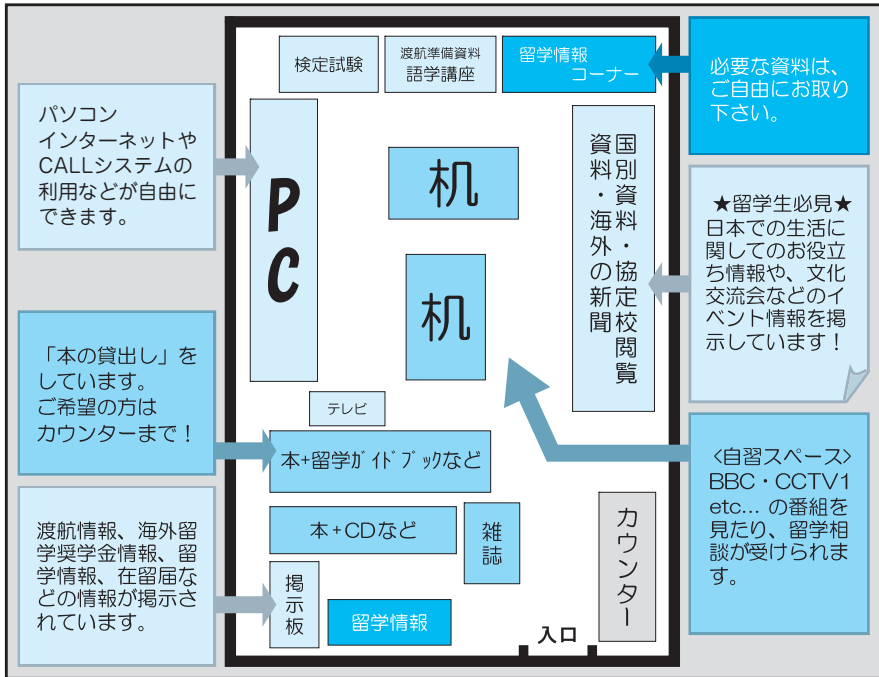 検定試験
渡航準備資料
語学講座
留学情報
コーナー
必要な資料は、
ご自由にお取り
下さい。
パソコン
インターネットや
CALLシステムの
利用などが自由に
できます。
PC
机
机
国別資料・協定校閲覧
資料・海外の新聞
★留学生必見★
日本での生活に
関してのお役立
ち情報や、文化
交流会などのイ
ベント情報を掲
示しています！
「本の貸出し」を
しています。
ご希望の方は
カウンターまで！
テレビ
本+留学ｶﾞｲﾄﾞﾌﾞｯｸなど
<自習スペース>
BBC・CCTV1
etc... の番組を
見たり、留学相
談が受けられま
す。
渡航情報、海外留
学奨学金情報、留
学情報、在留届な
どの情報が掲示さ
れています。
本+CDなど
雑誌
カウンター
掲示板
留学情報
入口